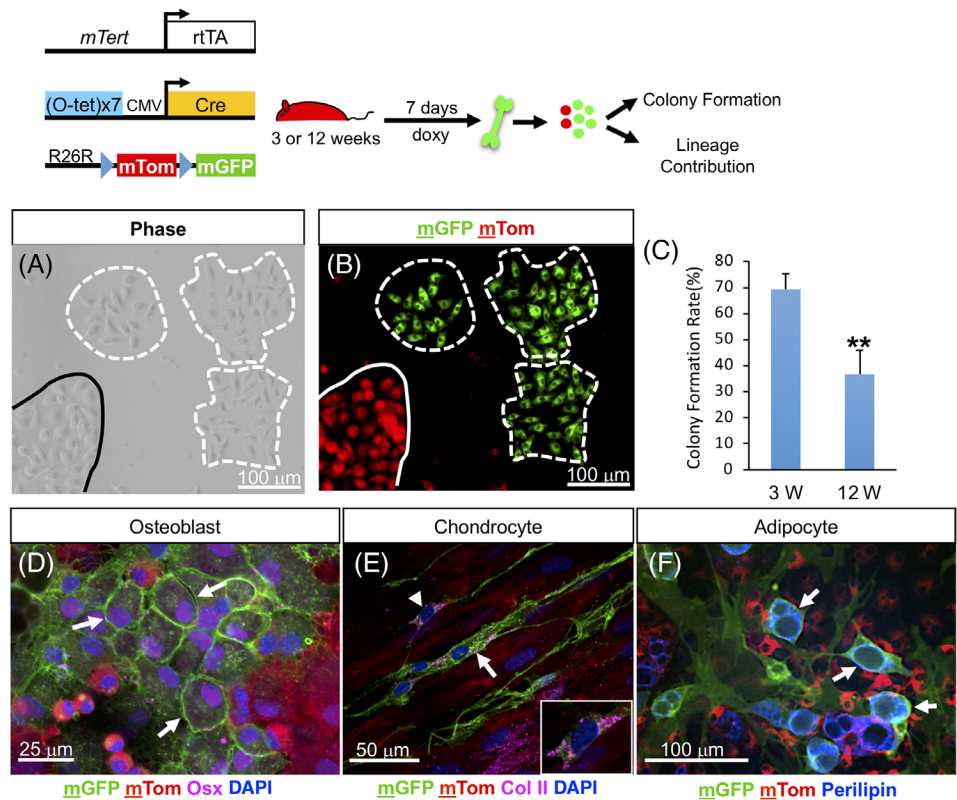 mTert
rtTA
(O-tet)x7 CMV Cre
R26R mTom mGFP
3 or 12 weeks
7 days
doxy
Colony Formation
Lineage
Contribution
Phase
mGFP mTom
(A)
100 µm
(B)
100 µm
(C)
Colony Formation Rate(%)
80
70
60
50
40
30
20
10
0
**
3 W 12 W
Osteoblast
Chondrocyte
Adipocyte
(D)
25 µm
(E)
50 µm
(F)
100 µm
mGFP mTom Osx DAPI
mGFP mTom Col II DAPI
mGFP mTom Perilipin